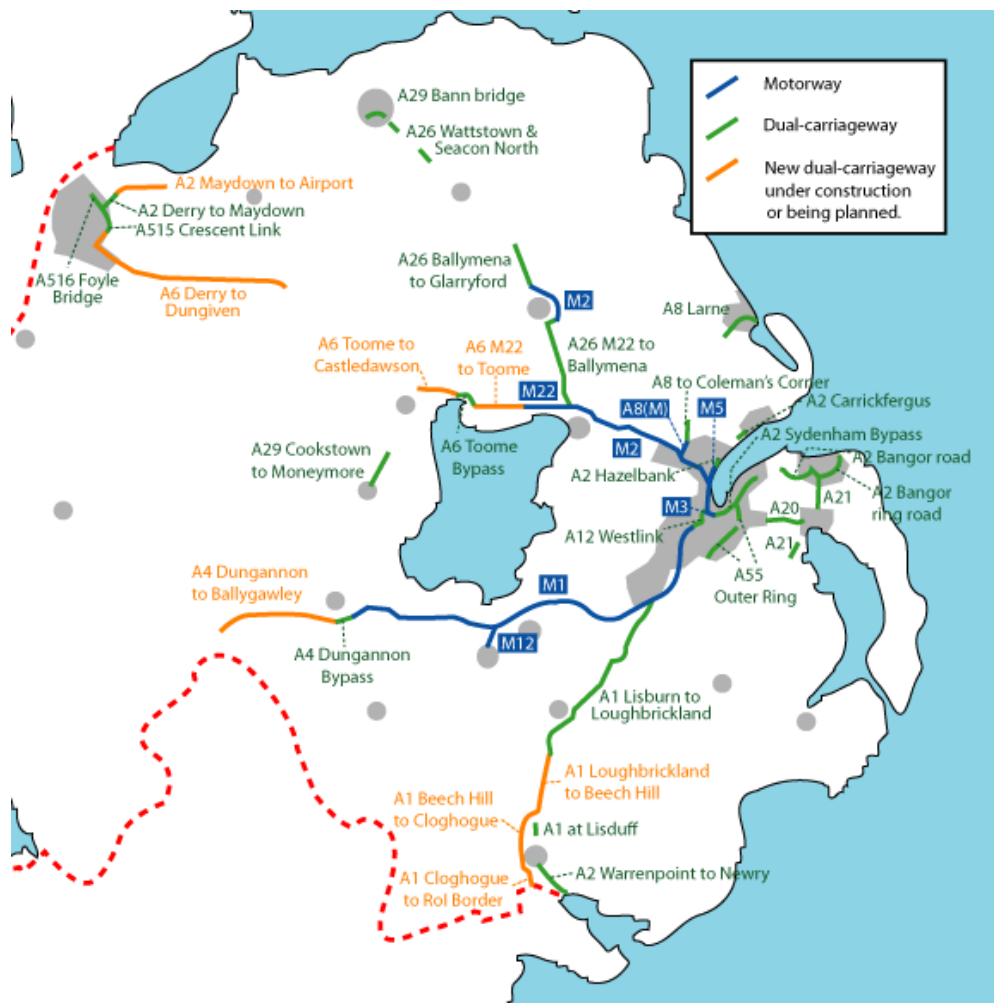 Motorway
Dual-carriageway
New dual-carriageway
under construction
or being planned.
A29 Bann bridge
A26 Wattstown &
Seacon North
A2 Maydown to Airport
A2 Derry to Maydown
A515 Crescent Link
A516 Foyle
Bridge
A6 Derry to
Dungiven
A26 Ballymena
to Glarryford
M2
A8 Larne
A6 Toome to
Castledawson
A6 M22
to Toome
A26 M22 to
Ballymena
M22
A8 to Coleman's Corner
A8(M)
M5
A2 Carrickfergus
M2
A2 Sydenham Bypass
A2 Bangor road
A29 Cookstown
to Moneymore
A6 Toome
Bypass
A2 Hazelbank
A21
A2 Bangor
ring road
M3
A20
A12 Westlink
A21
A55
Outer Ring
A4 Dungannon
to Ballygawley
M1
M12
A4 Dungannon
Bypass
A1 Lisburn to
Loughbrickland
A1 Loughbrickland
to Beech Hill
A1 Beech Hill
to Cloghogue
A1 at Lisduff
A1 Cloghogue
to RoI Border
A2 Warrenpoint to Newry